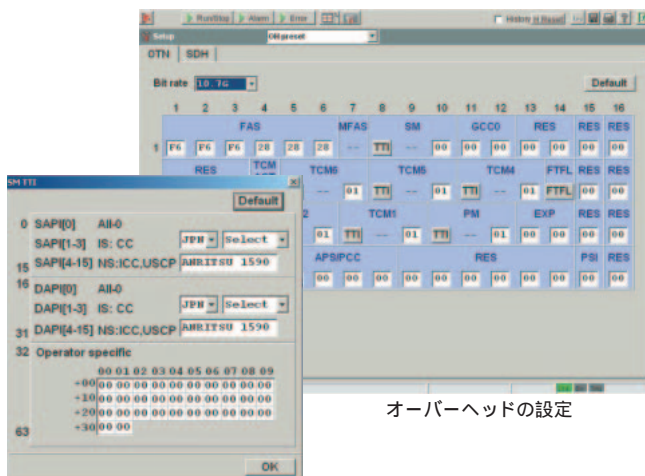 Run/Stop Alarm Error
History
Setup OH preset
OTN SDH
Bit rate 10.7G Default
1 2 3 4 5 6 7 8 9 10 11 12 13 14 15 16
FAS MFAS SM GCC0 RES RES RES
1 F6 F6 F6 28 28 28 -- TTI -- 00 00 00 00 00 00 00
RES TCM TCM6 TCM5 TCM4 FTFL RES RES
-- 01 TTI -- 01 TTI -- 01 FTFL 00 00
2 TCM1 PM EXP RES RES
01 TTI -- 01 TTI -- 01 00 00 00 00
APS/PCC RES PSI RES
00 00 00 00 00 00 00 00 00 00 00
SM TTI
Default
0 SAPI[0] All-0
SAPI[1-3] IS: CC JPN Select
15 SAPI[4-15] NS:ICC,USCP ANRITSU 1590
16 DAPI[0] All-0
DAPI[1-3] IS: CC JPN Select
31 DAPI[4-15] NS:ICC,USCP ANRITSU 1590
32 Operator specific
00 01 02 03 04 05 06 07 08 09
+00 00 00 00 00 00 00 00 00 00 00
+10 00 00 00 00 00 00 00 00 00 00
+20 00 00 00 00 00 00 00 00 00 00
+30 00 00
63
OK
オーバーヘッドの設定